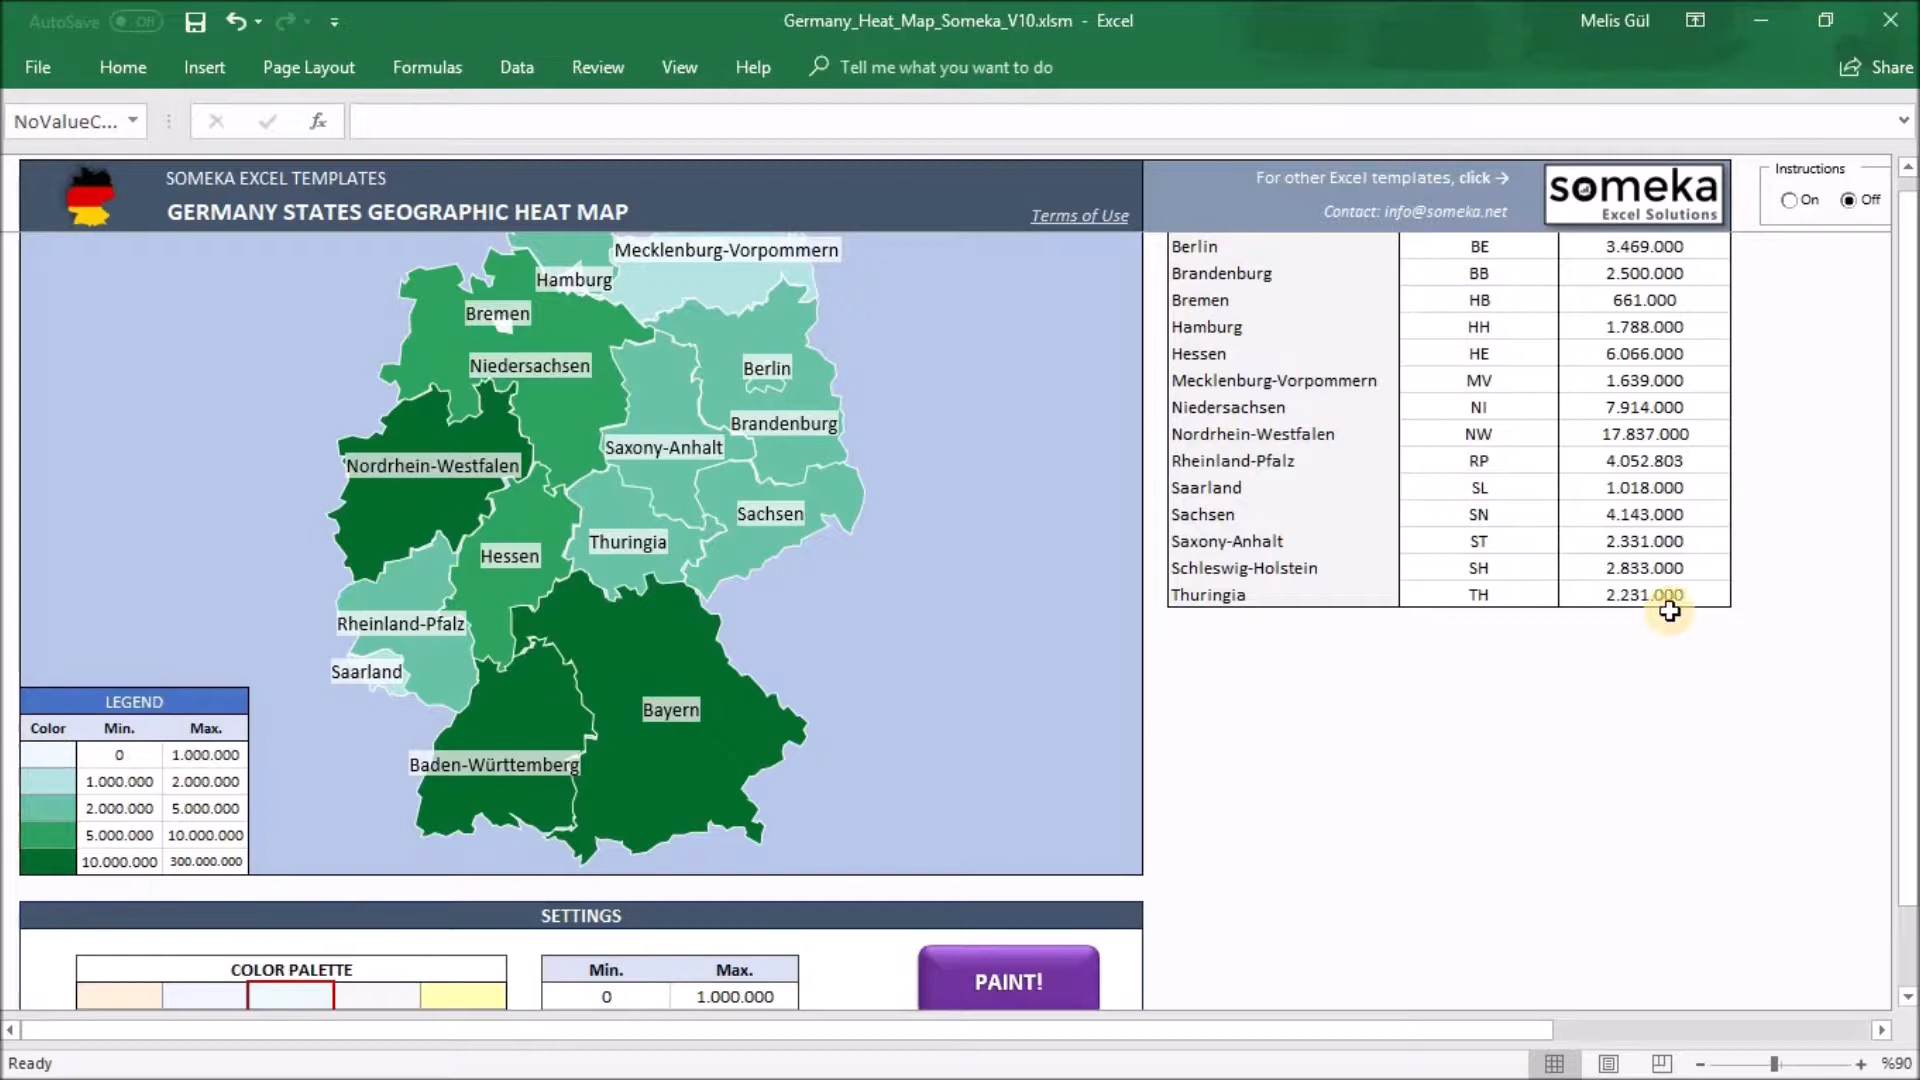 AutoSave Off
Germany_Heat_Map_Someka_V10.xlsm - Excel
Melis Gül
File Home Insert Page Layout Formulas Data Review View Help Tell me what you want to do Share
NoValueC...
fx
SOMEKA EXCEL TEMPLATES
GERMANY STATES GEOGRAPHIC HEAT MAP
Terms of Use
For other Excel templates, click →
Contact: info@someka.net
someka
Excel Solutions
Instructions
On Off
Mecklenburg-Vorpommern
Hamburg
Bremen
Niedersachsen
Berlin
Brandenburg
Saxony-Anhalt
Nordrhein-Westfalen
Sachsen
Thuringia
Hessen
Rheinland-Pfalz
Saarland
Bayern
Baden-Württemberg
Berlin BE 3.469.000
Brandenburg BB 2.500.000
Bremen HB 661.000
Hamburg HH 1.788.000
Hessen HE 6.066.000
Mecklenburg-Vorpommern MV 1.639.000
Niedersachsen NI 7.914.000
Nordrhein-Westfalen NW 17.837.000
Rheinland-Pfalz RP 4.052.803
Saarland SL 1.018.000
Sachsen SN 4.143.000
Saxony-Anhalt ST 2.331.000
Schleswig-Holstein SH 2.833.000
Thuringia TH 2.231.000
LEGEND
Color Min. Max.
0 1.000.000
1.000.000 2.000.000
2.000.000 5.000.000
5.000.000 10.000.000
10.000.000 300.000.000
SETTINGS
COLOR PALETTE
Min. Max.
0 1.000.000
PAINT!
Ready
%90